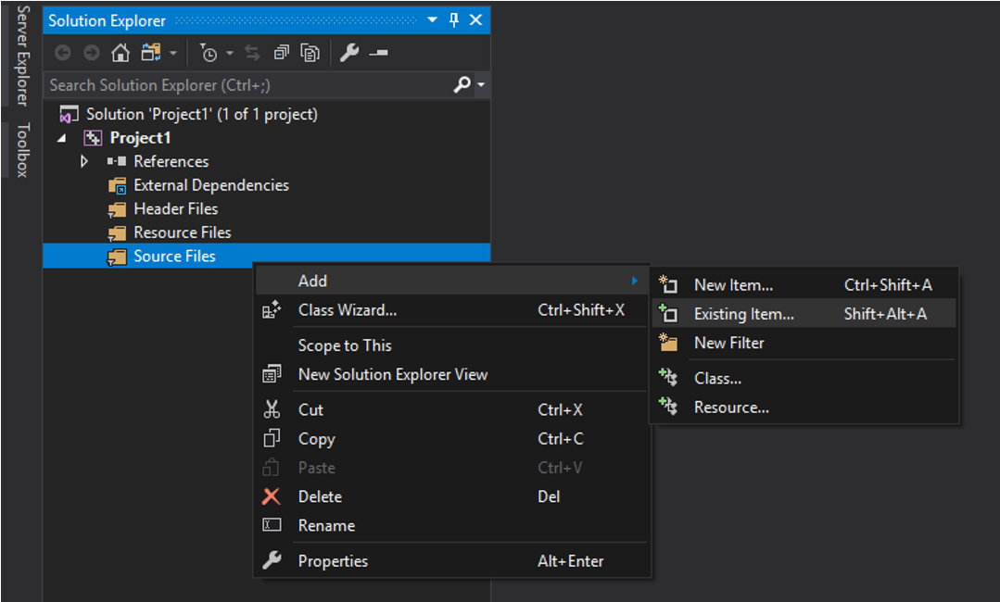 Server Explorer
Toolbox
Solution Explorer
Search Solution Explorer (Ctrl+;)
Solution 'Project1' (1 of 1 project)
Project1
References
External Dependencies
Header Files
Resource Files
Source Files
Add
Class Wizard... Ctrl+Shift+X
Scope to This
New Solution Explorer View
Cut Ctrl+X
Copy Ctrl+C
Paste Ctrl+V
Delete Del
Rename
Properties Alt+Enter
New Item... Ctrl+Shift+A
Existing Item... Shift+Alt+A
New Filter
Class...
Resource...